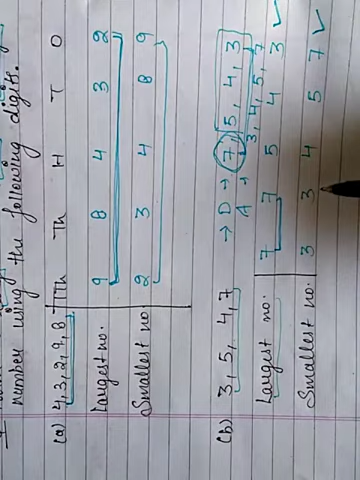 number using the following digits.
(a) 4,3,2,9,8 TTh Th H T O
Largest no. 9 8 4 3 2
Smallest no 2 3 4 8 9
(b) 3,5,4,7 → D → 7, 5, 4, 3
A → 3, 4, 5, 7
Largest no. 7 7 5 4 3 ✓
Smallest no. 3 3 4 5 7 ✓